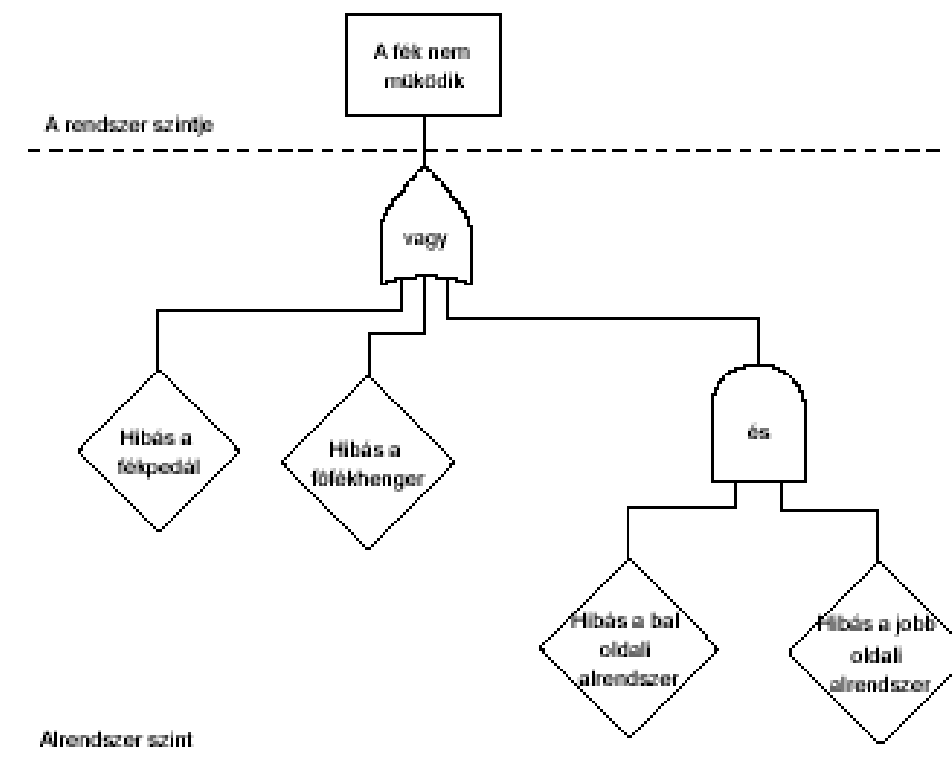 A fék nem
működik
A rendszer szintje
vagy
Hibás a
fékpedál
Hibás a
főfékhenger
és
Hibás a bal
oldali
alrendszer
Hibás a jobb
oldali
alrendszer
Alrendszer szint